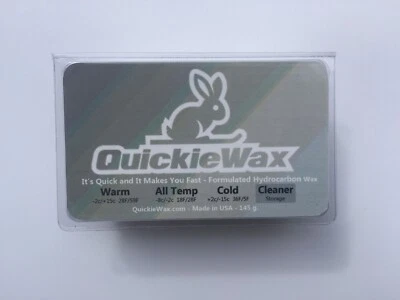 QuickieWax
It's Quick and It Makes You Fast - Formulated Hydrocarbon Wax
Warm All Temp Cold Cleaner
Storage
QuickieWax.com - Made in USA - 145 g.